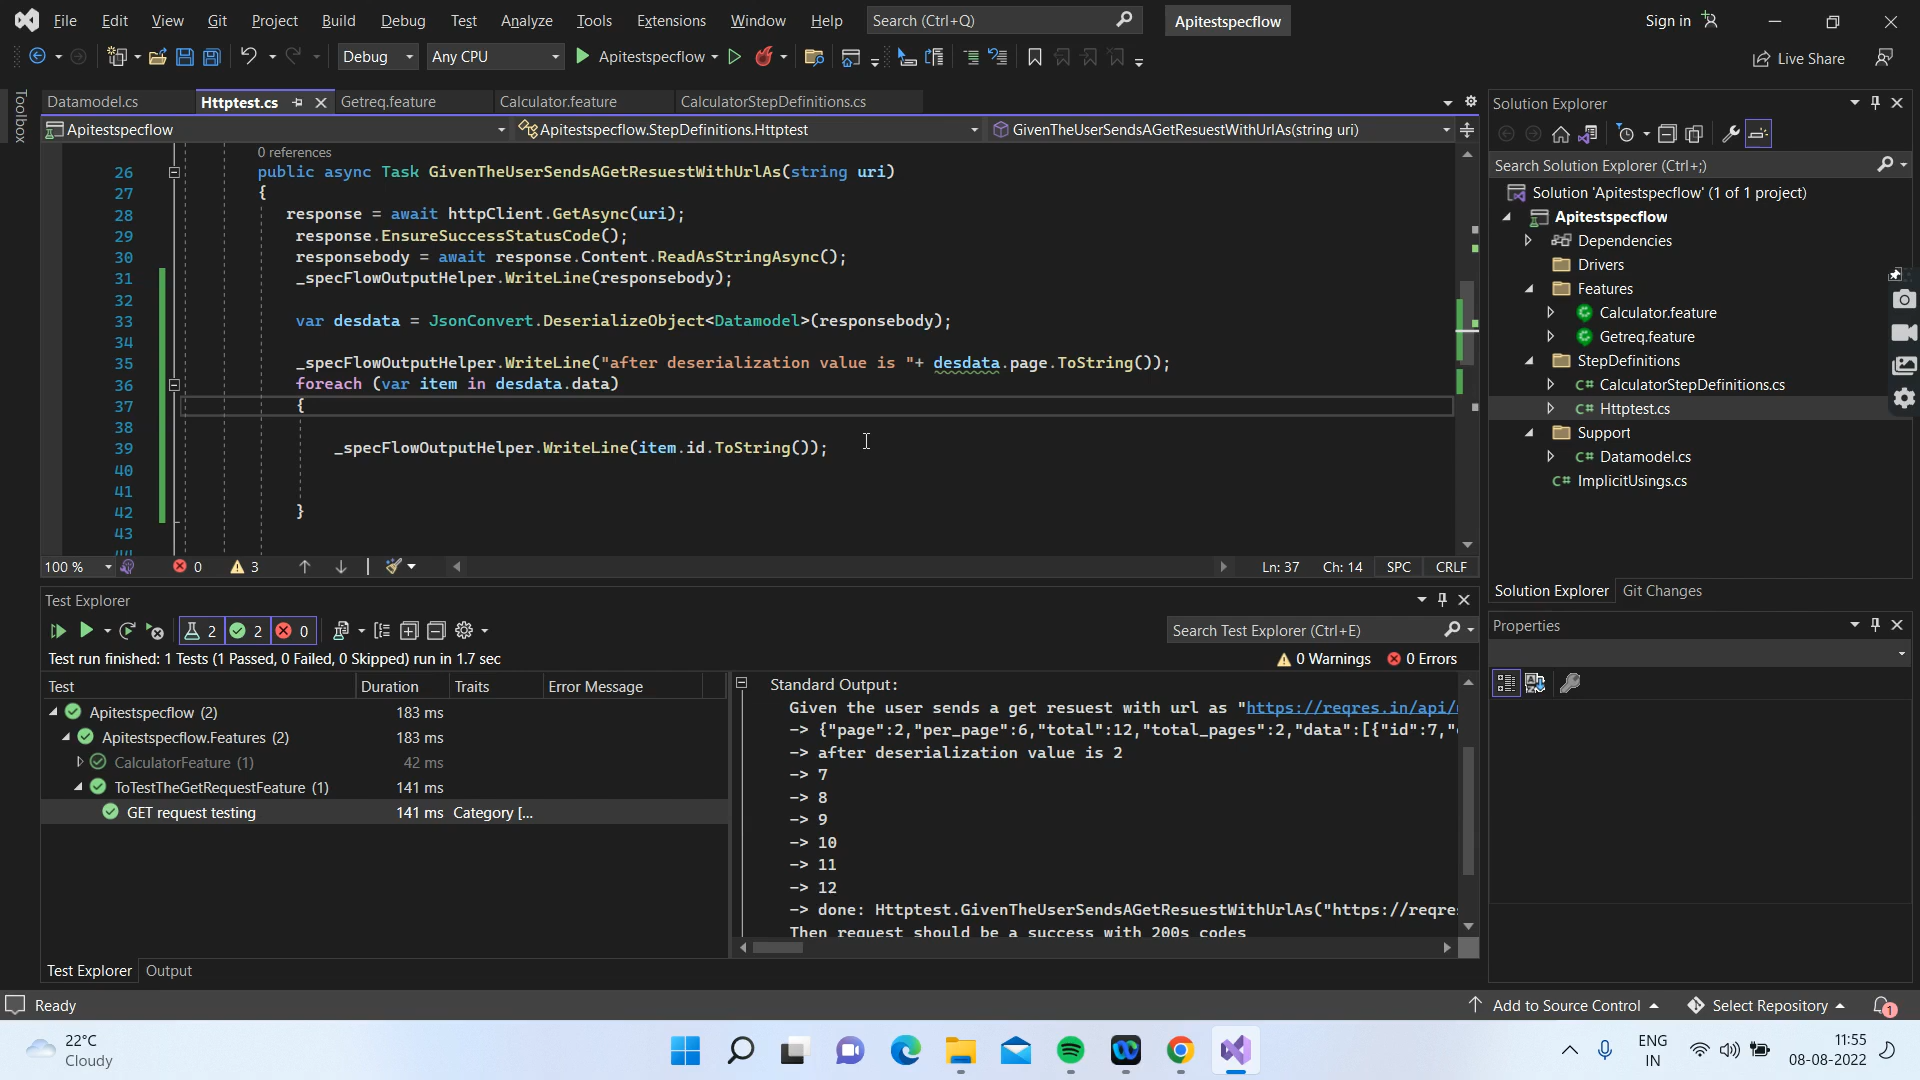 File Edit View Git Project Build Debug Test Analyze Tools Extensions Window Help Search (Ctrl+Q) Apitestspecflow Sign in
Debug Any CPU Apitestspecflow Live Share
Toolbox
Datamodel.cs Httptest.cs Getreq.feature Calculator.feature CalculatorStepDefinitions.cs
Apitestspecflow Apitestspecflow.StepDefinitions.Httptest GivenTheUserSendsAGetResuestWithUrlAs(string uri)
0 references
26 public async Task GivenTheUserSendsAGetResuestWithUrlAs(string uri)
27 {
28 response = await httpClient.GetAsync(uri);
29 response.EnsureSuccessStatusCode();
30 responsebody = await response.Content.ReadAsStringAsync();
31 _specFlowOutputHelper.WriteLine(responsebody);
32
33 var desdata = JsonConvert.DeserializeObject<Datamodel>(responsebody);
34
35 _specFlowOutputHelper.WriteLine("after deserialization value is "+ desdata.page.ToString());
36 foreach (var item in desdata.data)
37 {
38
39 _specFlowOutputHelper.WriteLine(item.id.ToString());
40
41
42 }
43
44
100 % 0 3 Ln: 37 Ch: 14 SPC CRLF
Test Explorer
2 2 0 Search Test Explorer (Ctrl+E)
Test run finished: 1 Tests (1 Passed, 0 Failed, 0 Skipped) run in 1.7 sec 0 Warnings 0 Errors
Test Duration Traits Error Message
Apitestspecflow (2) 183 ms
Apitestspecflow.Features (2) 183 ms
CalculatorFeature (1) 42 ms
ToTestTheGetRequestFeature (1) 141 ms
GET request testing 141 ms Category [...
Standard Output:
Given the user sends a get resuest with url as "https://reqres.in/api/
-> {"page":2,"per_page":6,"total":12,"total_pages":2,"data":[{"id":7,"
-> after deserialization value is 2
-> 7
-> 8
-> 9
-> 10
-> 11
-> 12
-> done: Httptest.GivenTheUserSendsAGetResuestWithUrlAs("https://reqre
Then request should be a success with 200s codes
Test Explorer Output
Solution Explorer
Search Solution Explorer (Ctrl+;)
Solution 'Apitestspecflow' (1 of 1 project)
Apitestspecflow
Dependencies
Drivers
Features
Calculator.feature
Getreq.feature
StepDefinitions
C# CalculatorStepDefinitions.cs
C# Httptest.cs
Support
C# Datamodel.cs
C# ImplicitUsings.cs
Solution Explorer Git Changes
Properties
Ready Add to Source Control Select Repository 1
22°C
Cloudy
ENG
IN
11:55
08-08-2022